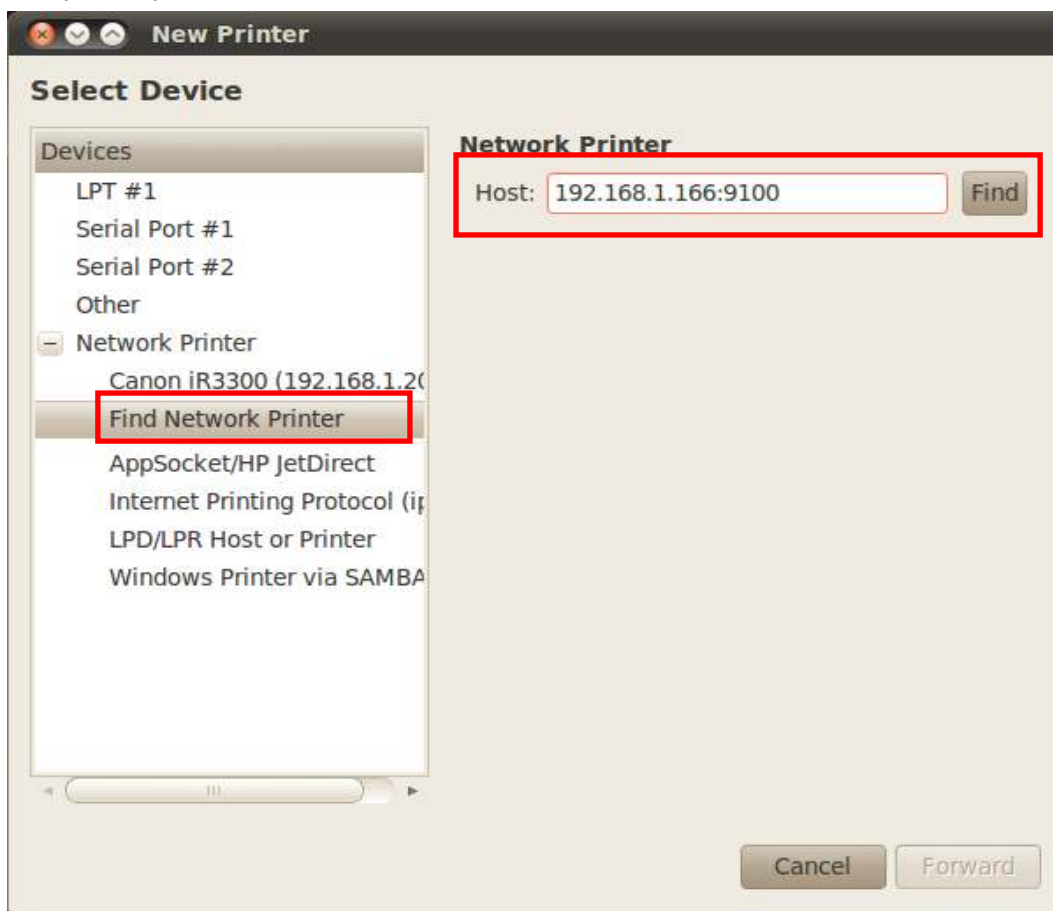 New Printer
Select Device
Devices
LPT #1
Serial Port #1
Serial Port #2
Other
Network Printer
Canon iR3300 (192.168.1.20
Find Network Printer
AppSocket/HP JetDirect
Internet Printing Protocol (ip
LPD/LPR Host or Printer
Windows Printer via SAMBA
Network Printer
Host: 192.168.1.166:9100 Find
Cancel Forward